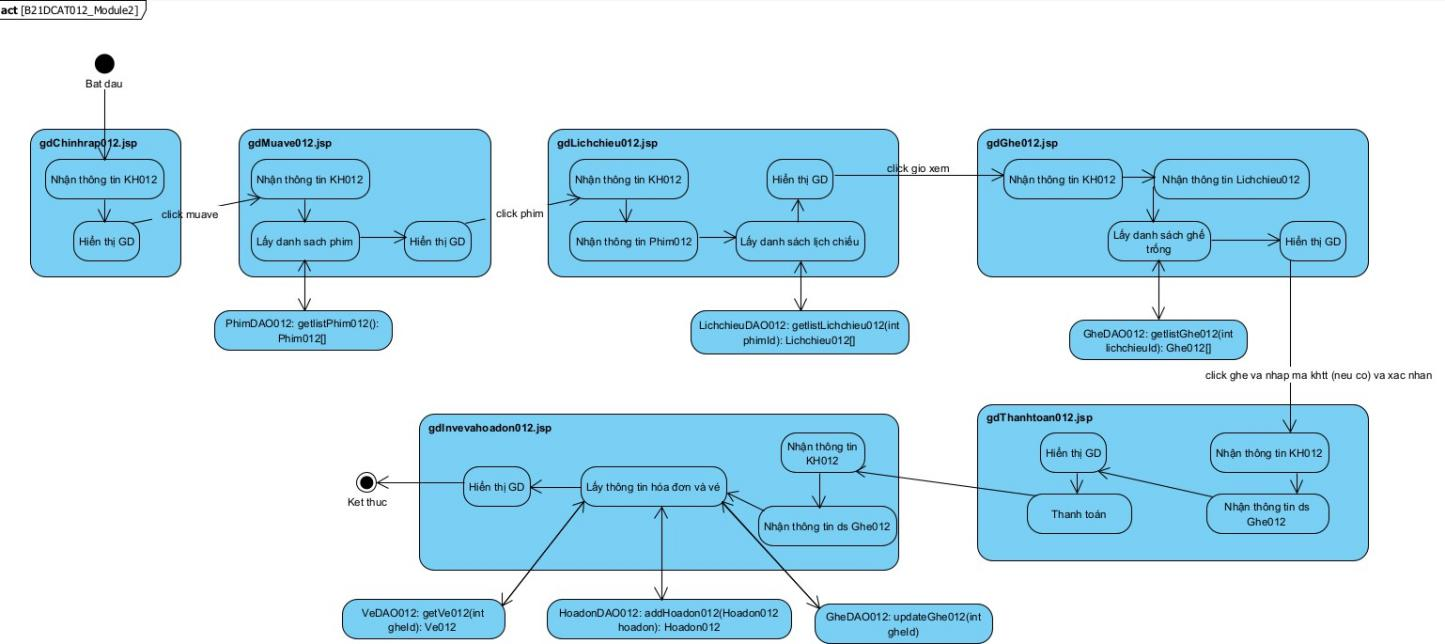 act [B21DCAT012_Module2]
Bat dau
gdChinhrap012.jsp
Nhận thông tin KH012
Hiển thị GD
click muave
gdMuave012.jsp
Nhận thông tin KH012
Lấy danh sach phim
Hiển thị GD
PhimDAO012: getlistPhim012():
Phim012[]
click phim
gdLichchieu012.jsp
Nhận thông tin KH012
Nhận thông tin Phim012
Hiển thị GD
Lấy danh sách lịch chiếu
LichchieuDAO012: getlistLichchieu012(int
phimId): Lichchieu012[]
click gio xem
gdGhe012.jsp
Nhận thông tin KH012
Nhận thông tin Lichchieu012
Lấy danh sách ghế
trống
Hiển thị GD
GheDAO012: getlistGhe012(int
lichchieuId): Ghe012[]
click ghe va nhap ma khtt (neu co) va xac nhan
gdThanhtoan012.jsp
Hiển thị GD
Nhận thông tin KH012
Thanh toán
Nhận thông tin ds
Ghe012
gdInvevahoadon012.jsp
Nhận thông tin
KH012
Hiển thị GD
Lấy thông tin hóa đơn và vé
Nhận thông tin ds Ghe012
Ket thuc
VeDAO012: getVe012(int
gheId): Ve012
HoadonDAO012: addHoadon012(Hoadon012
hoadon): Hoadon012
GheDAO012: updateGhe012(int
gheId)